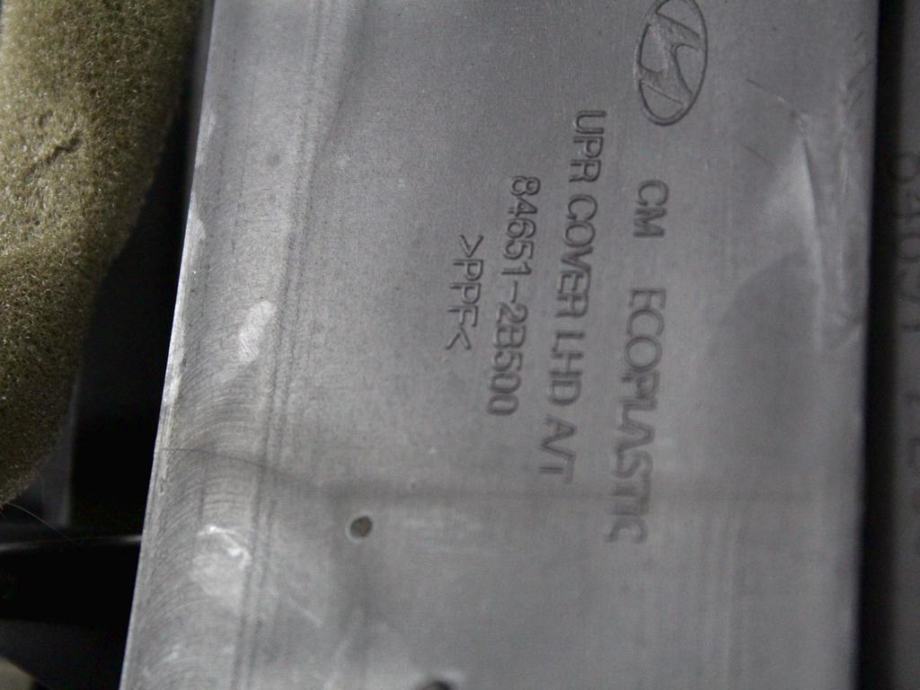 CM ECOPLASTIC
UPR COVER LHD A/T
84651-2B500
>PPF<